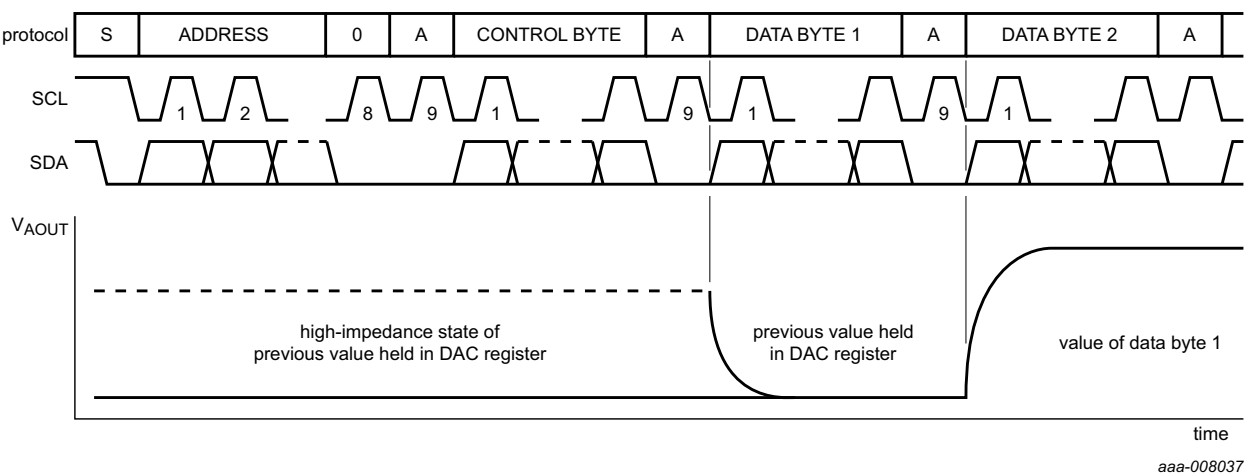 protocol S ADDRESS 0 A CONTROL BYTE A DATA BYTE 1 A DATA BYTE 2 A
SCL 1 2 8 9 1 9 1 9 1
SDA
VAOUT
high-impedance state of
previous value held in DAC register
previous value held
in DAC register
value of data byte 1
time
aaa-008037